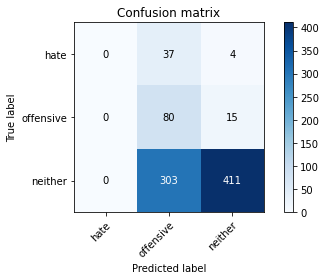 Confusion matrix
True label
hate
0
37
4
offensive
0
80
15
neither
0
303
411
hate
offensive
neither
Predicted label
400
350
300
250
200
150
100
50
0